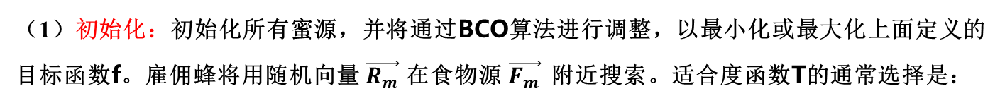 （1）初始化：初始化所有蜜源，并将通过BCO算法进行调整，以最小化或最大化上面定义的
目标函数f。雇佣蜂将用随机向量 $\overrightarrow{R_m}$ 在食物源 $\overrightarrow{F_m}$ 附近搜索。适合度函数T的通常选择是：